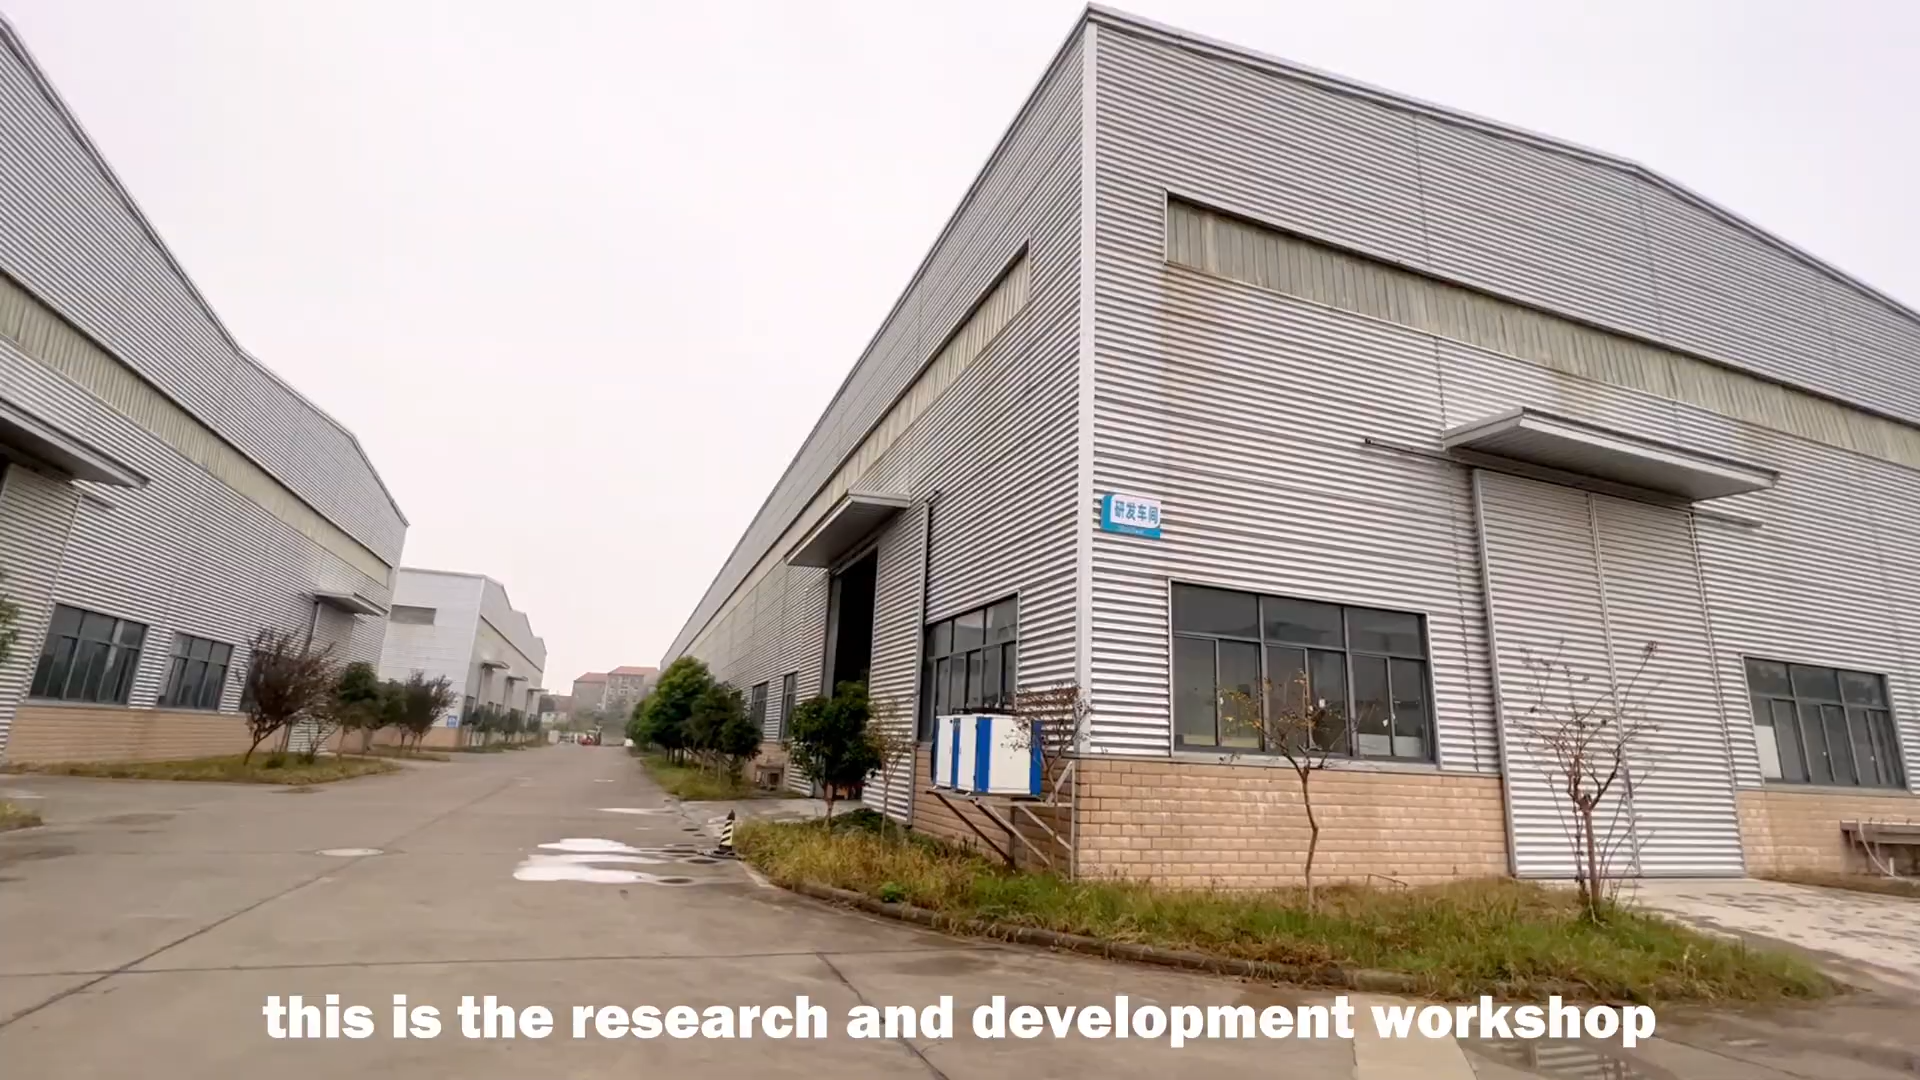 研发车间
this is the research and development workshop